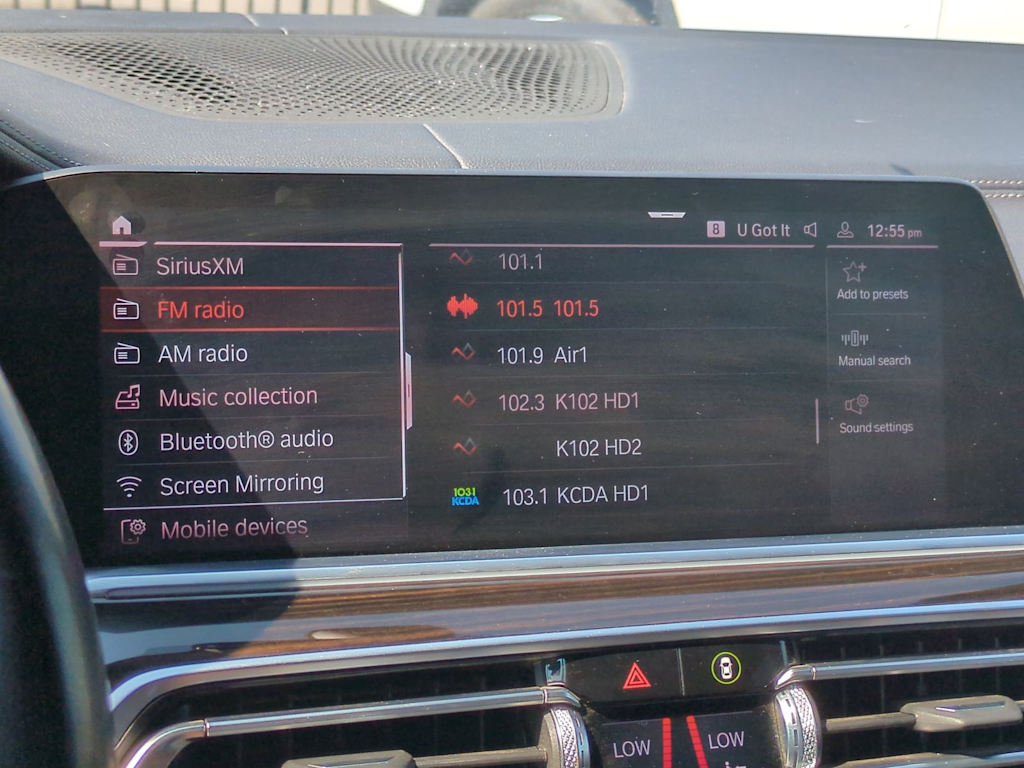 8 U Got It 12:55 pm
SiriusXM
FM radio
AM radio
Music collection
Bluetooth® audio
Screen Mirroring
Mobile devices
101.1
101.5 101.5
101.9 Air1
102.3 K102 HD1
K102 HD2
1031 KCDA 103.1 KCDA HD1
Add to presets
Manual search
Sound settings
LOW LOW